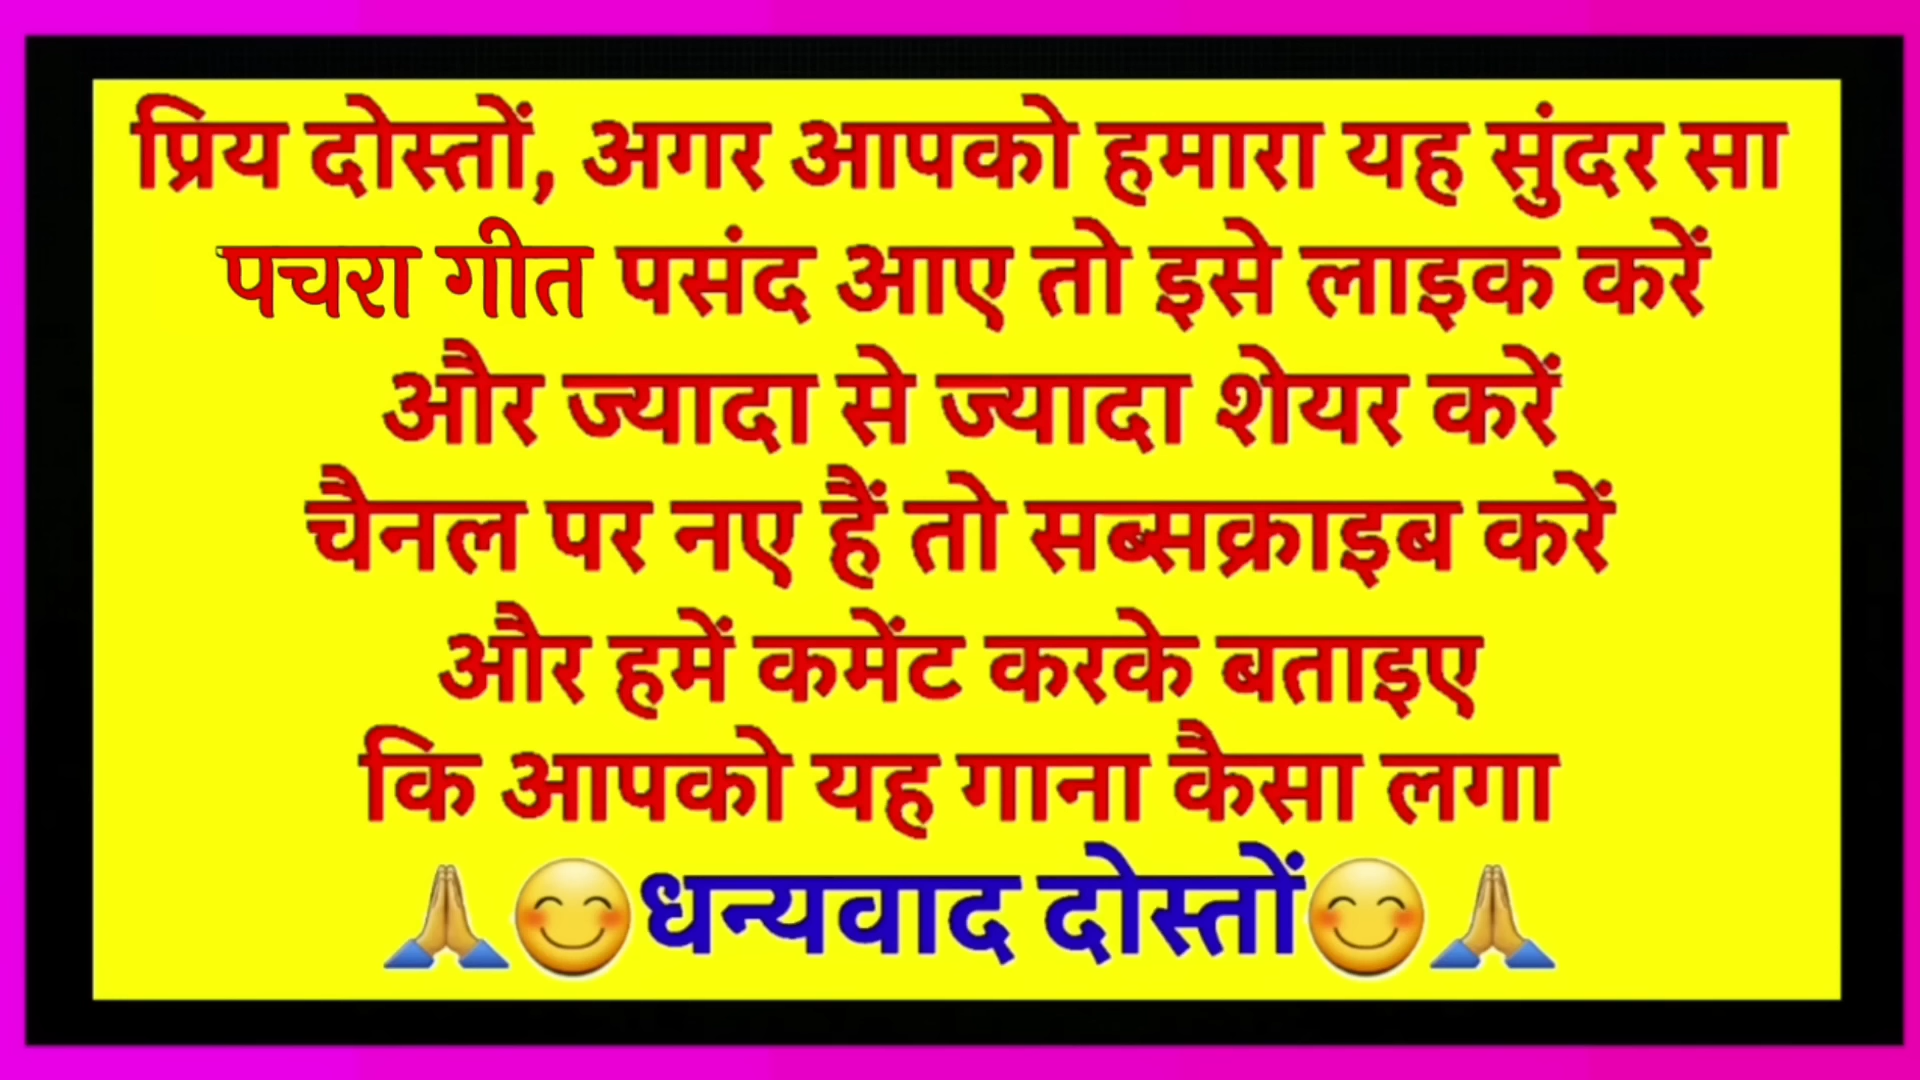 प्रिय दोस्तों, अगर आपको हमारा यह सुंदर सा
पचरा गीत पसंद आए तो इसे लाइक करें
और ज्यादा से ज्यादा शेयर करें
चैनल पर नए हैं तो सब्सक्राइब करें
और हमें कमेंट करके बताइए
कि आपको यह गाना कैसा लगा
🙏😊धन्यवाद दोस्तों😊🙏